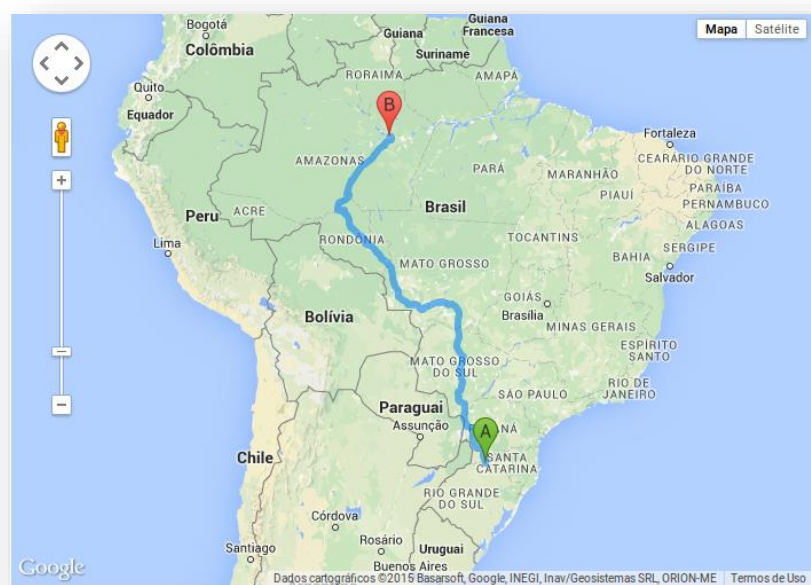 Bogotá
Colômbia
Guiana
Guiana
Francesa
Suriname
Mapa
Satélite
RORAIMA
AMAPÁ
Quito
Equador
B
AMAZONAS
PARÁ
Fortaleza
CEARÁ
RIO GRANDE
DO NORTE
MARANHÃO
PARAÍBA
PIAUÍ
PERNAMBUCO
Peru
ACRE
Brasil
ALAGOAS
Lima
RONDÔNIA
TOCANTINS
SERGIPE
MATO GROSSO
BAHIA
Salvador
Bolívia
GOIÁS
Brasília
MINAS GERAIS
ESPÍRITO
SANTO
MATO GROSSO
DO SUL
SÃO PAULO
RIO DE
JANEIRO
Paraguai
Assunção
A
SANTA
CATARINA
Chile
RIO GRANDE
DO SUL
Córdoba
Rosário
Uruguai
Santiago
Buenos Aires
Google
Dados cartográficos ©2015 Basarsoft, Google, INEGI, Inav/Geosistemas SRL, ORION-ME
Termos de Uso